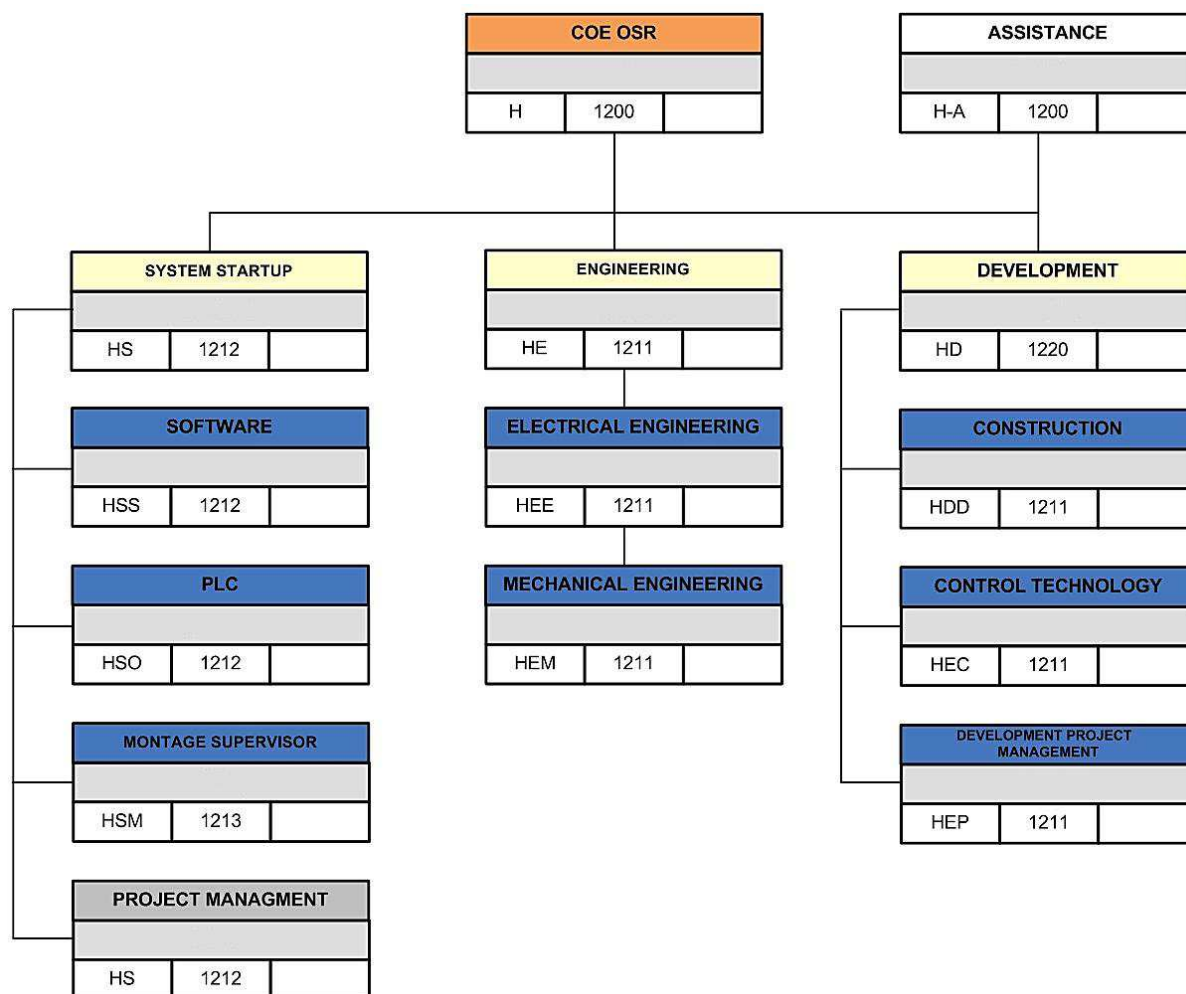 COE OSR
H 1200
ASSISTANCE
H-A 1200
SYSTEM STARTUP
HS 1212
ENGINEERING
HE 1211
DEVELOPMENT
HD 1220
SOFTWARE
HSS 1212
ELECTRICAL ENGINEERING
HEE 1211
CONSTRUCTION
HDD 1211
PLC
HSO 1212
MECHANICAL ENGINEERING
HEM 1211
CONTROL TECHNOLOGY
HEC 1211
MONTAGE SUPERVISOR
HSM 1213
DEVELOPMENT PROJECT
MANAGEMENT
HEP 1211
PROJECT MANAGMENT
HS 1212